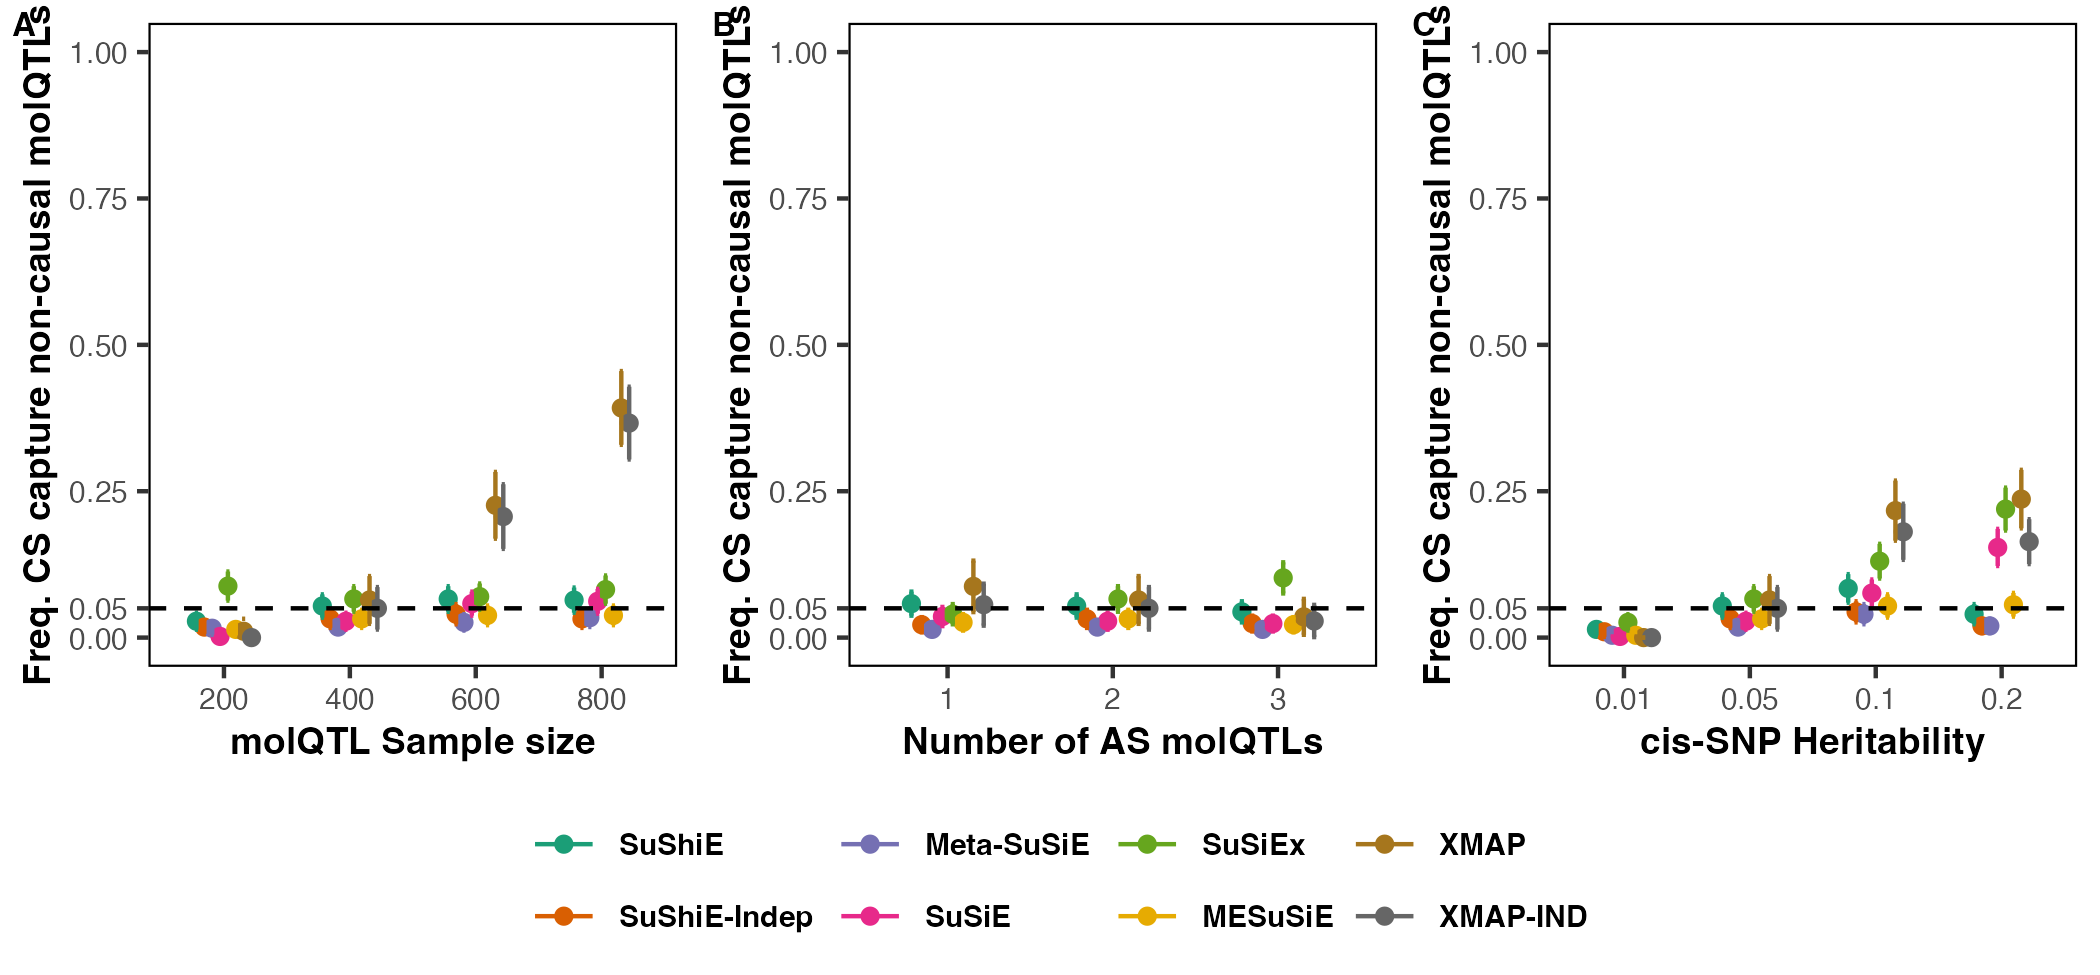 A
Freq. CS capture non-causal molQTLs
1.00
0.75
0.50
0.25
0.05
0.00
200 400 600 800
molQTL Sample size
B
Freq. CS capture non-causal molQTLs
1.00
0.75
0.50
0.25
0.05
0.00
1 2 3
Number of AS molQTLs
C
Freq. CS capture non-causal molQTLs
1.00
0.75
0.50
0.25
0.05
0.00
0.01 0.05 0.1 0.2
cis-SNP Heritability
SuShiE Meta-SuSiE SuSiEx XMAP
SuShiE-Indep SuSiE MESuSiE XMAP-IND